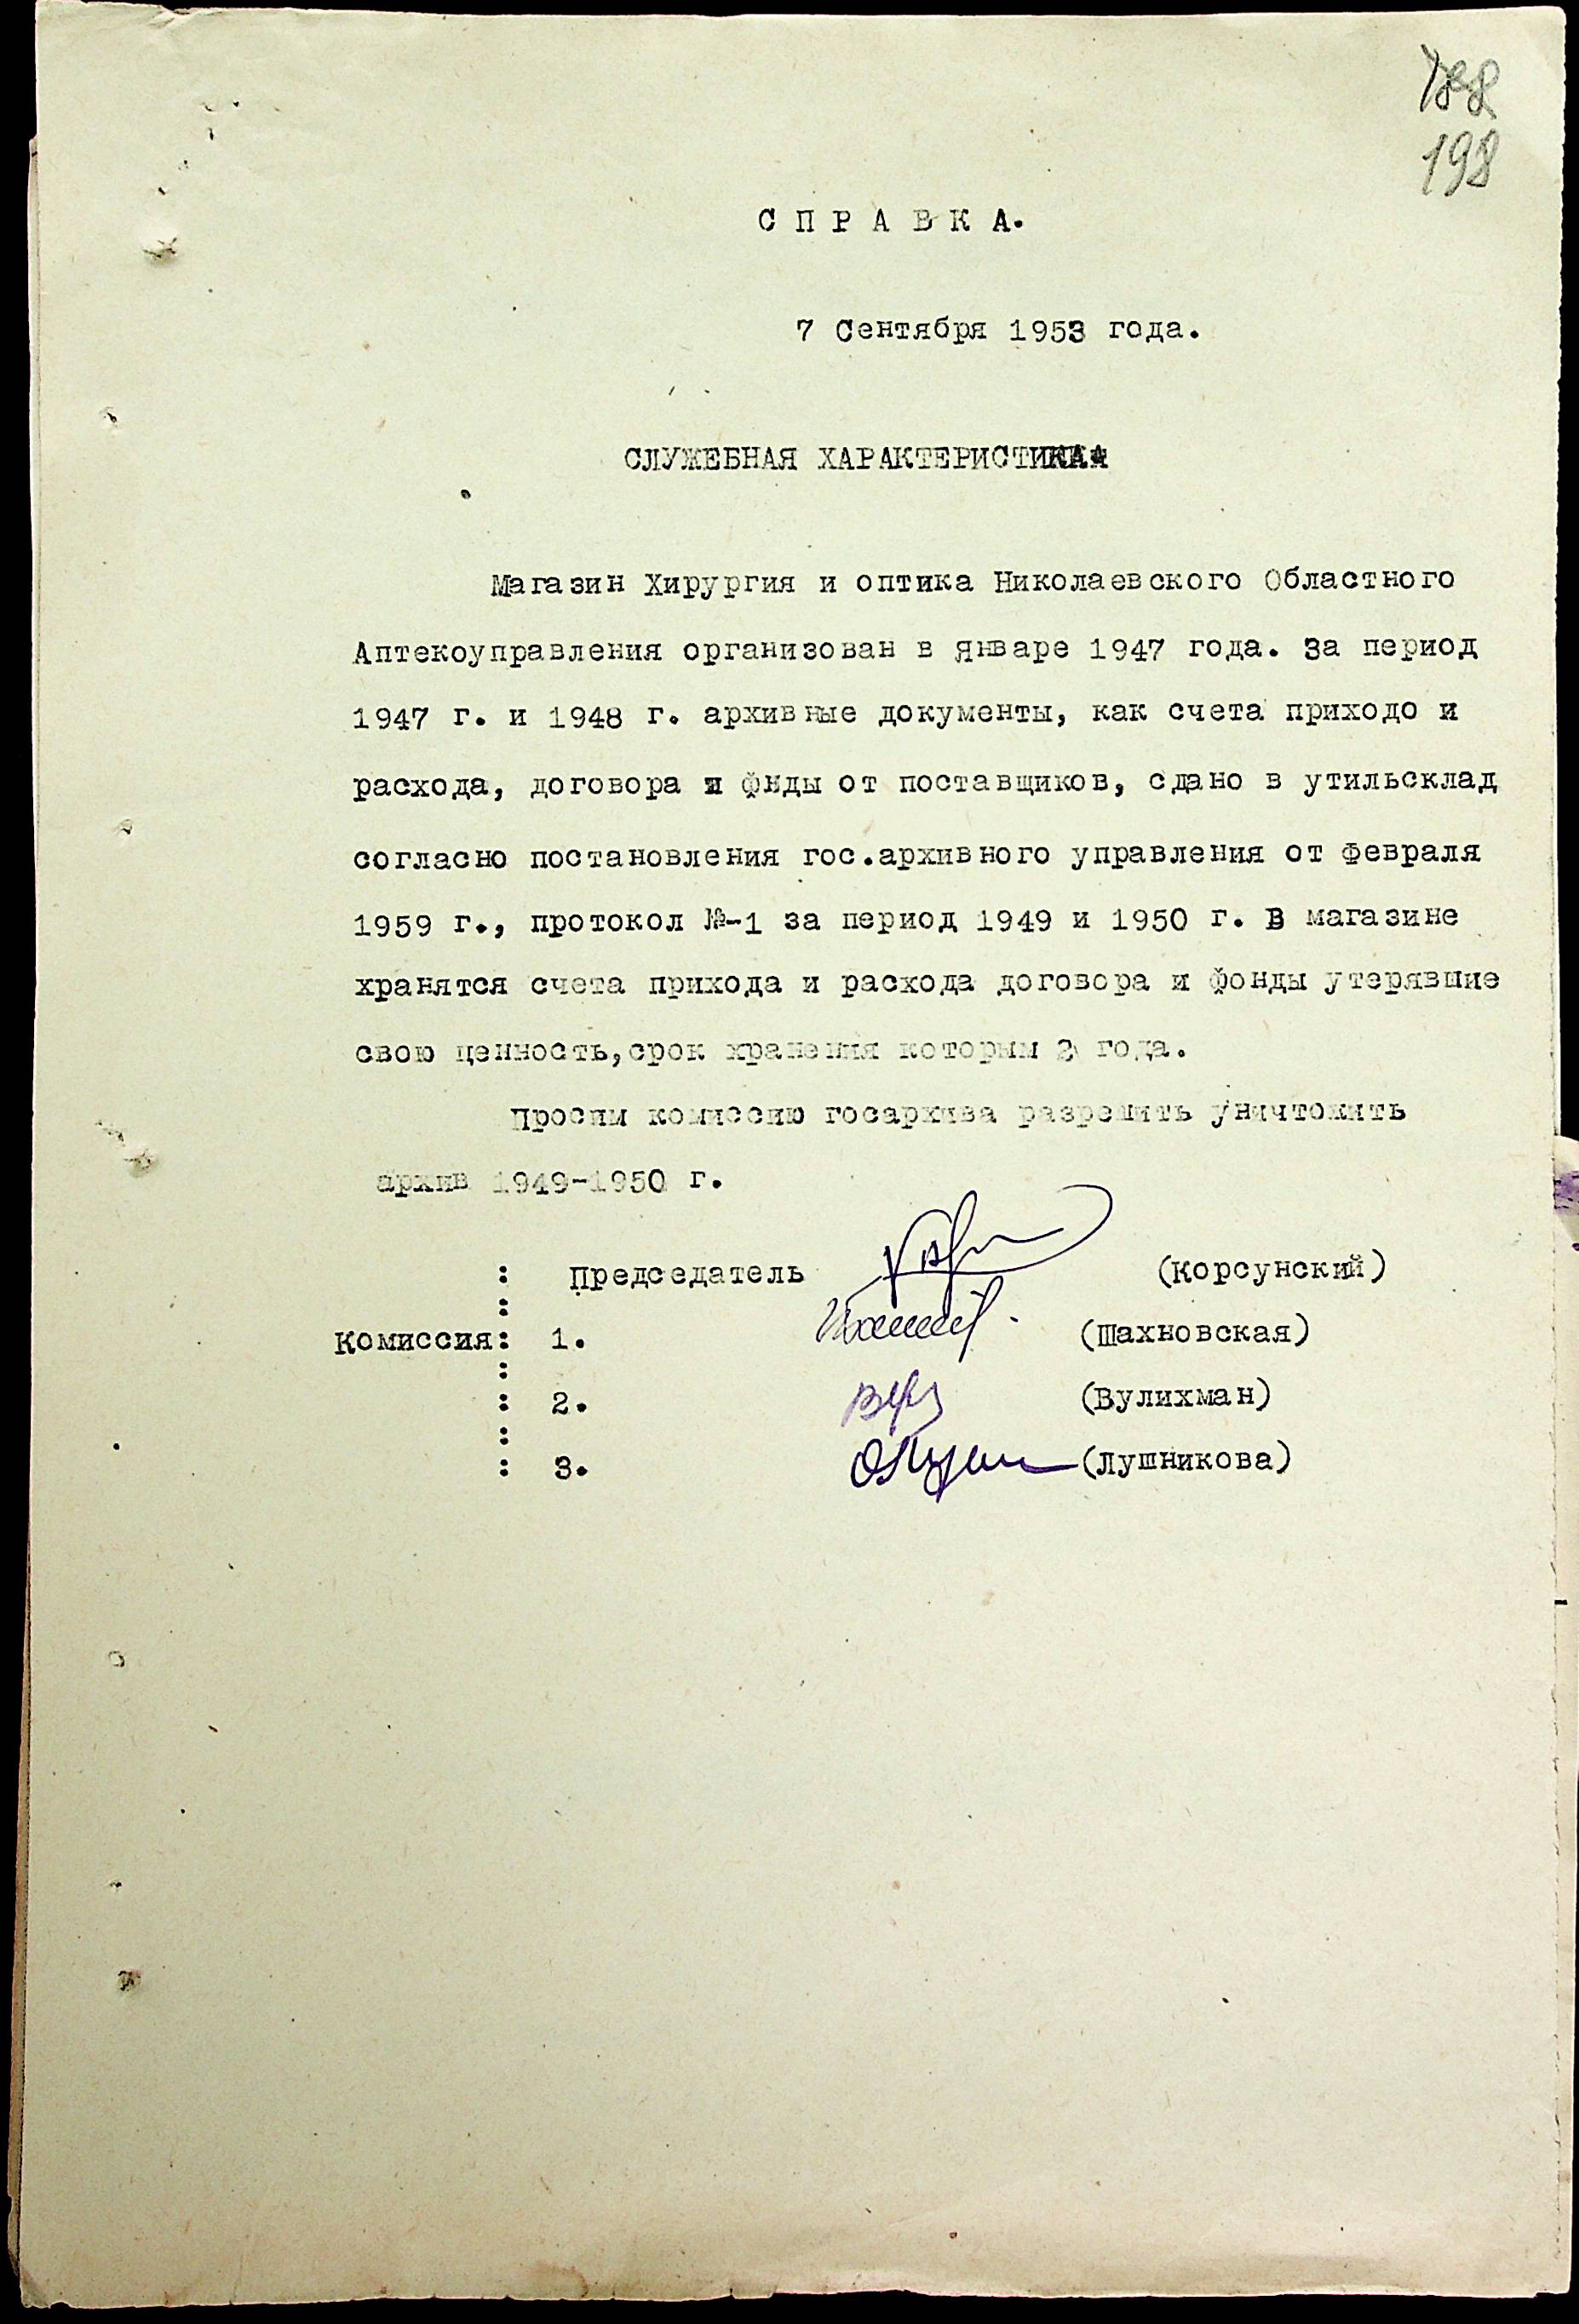 188
198
С П Р А В К А.
7 Сентября 1953 года.
СЛУЖЕБНАЯ ХАРАКТЕРИСТИКА
Магазин Хирургия и оптика Николаевского Областного
Аптекоуправления организован в январе 1947 года. За период
1947 г. и 1948 г. архивные документы, как счета приходо и
расхода, договора и фнды от поставщиков, сдано в утильсклад
согласно постановления гос.архивного управления от Февраля
1959 г., протокол №-1 за период 1949 и 1950 г. В магазине
хранятся счета прихода и расхода договора и фонды утерявшие
свою ценность,срок хранения которым 2 года.
Просим комиссию госархива разрешить уничтожить
архив 1949-1950 г.
: Председатель (Корсунский)
:
Комиссия: 1. (Шахновская)
:
: 2. (Вулихман)
:
: 3. (Лушникова)